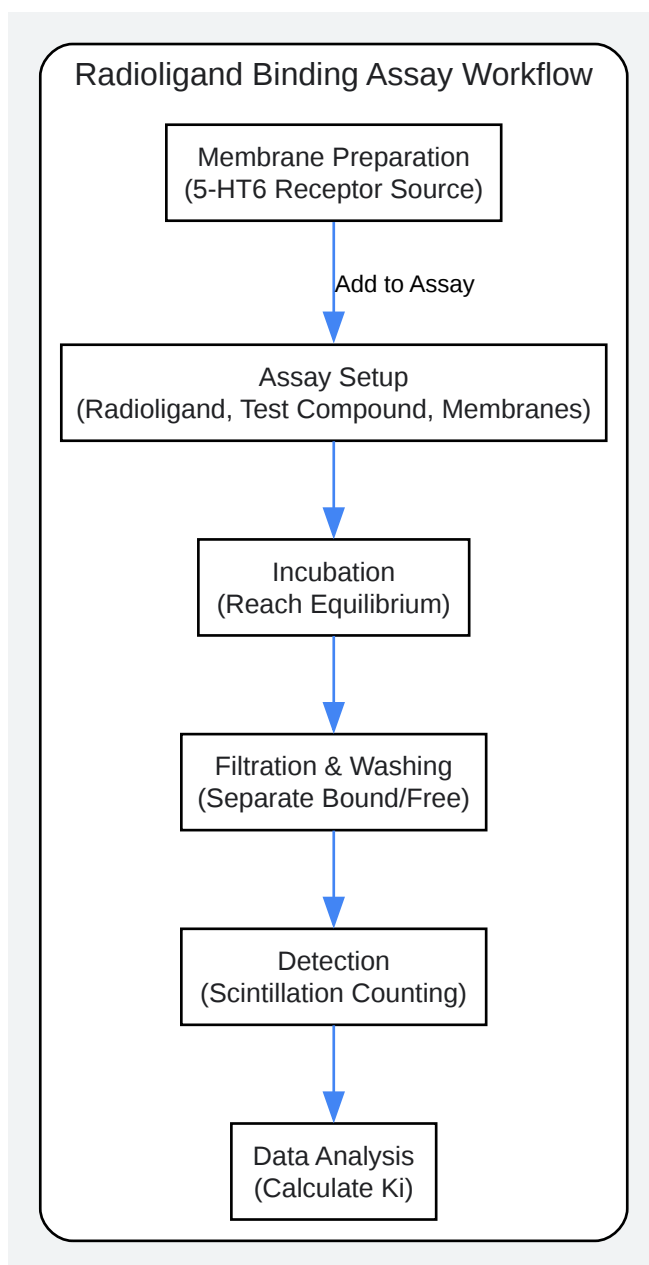 Radioligand Binding Assay Workflow
Membrane Preparation
(5-HT6 Receptor Source)
Add to Assay
Assay Setup
(Radioligand, Test Compound, Membranes)
Incubation
(Reach Equilibrium)
Filtration & Washing
(Separate Bound/Free)
Detection
(Scintillation Counting)
Data Analysis
(Calculate Ki)